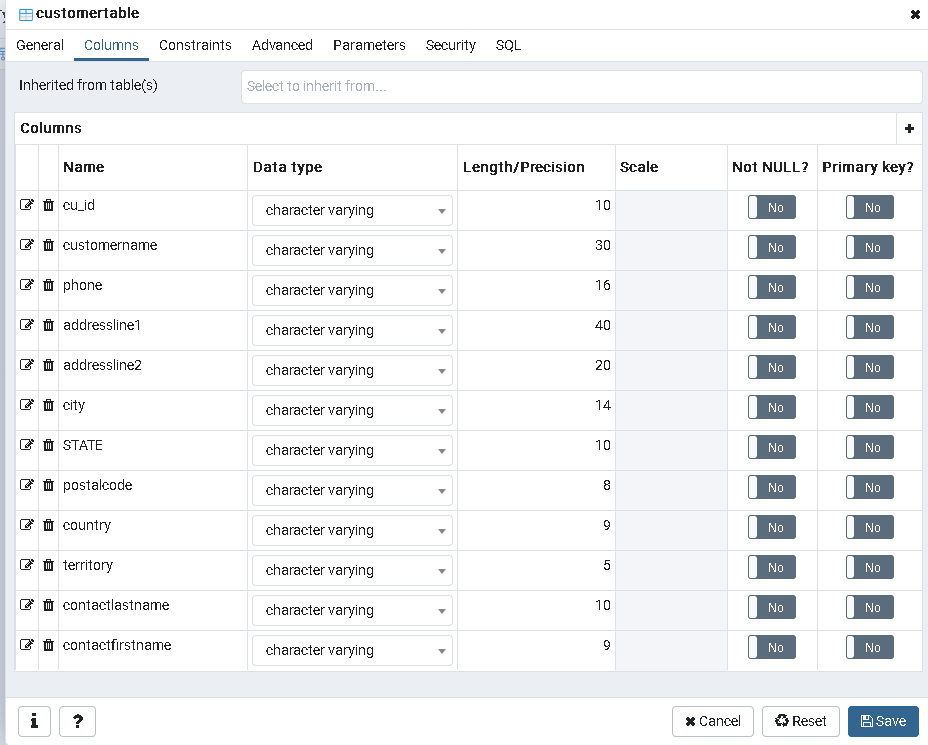 customertable
General Columns Constraints Advanced Parameters Security SQL
Inherited from table(s) Select to inherit from...
Columns
Name Data type Length/Precision Scale Not NULL? Primary key?
cu_id character varying 10 No No
customername character varying 30 No No
phone character varying 16 No No
addressline1 character varying 40 No No
addressline2 character varying 20 No No
city character varying 14 No No
STATE character varying 10 No No
postalcode character varying 8 No No
country character varying 9 No No
territory character varying 5 No No
contactlastname character varying 10 No No
contactfirstname character varying 9 No No
i ? Cancel Reset Save